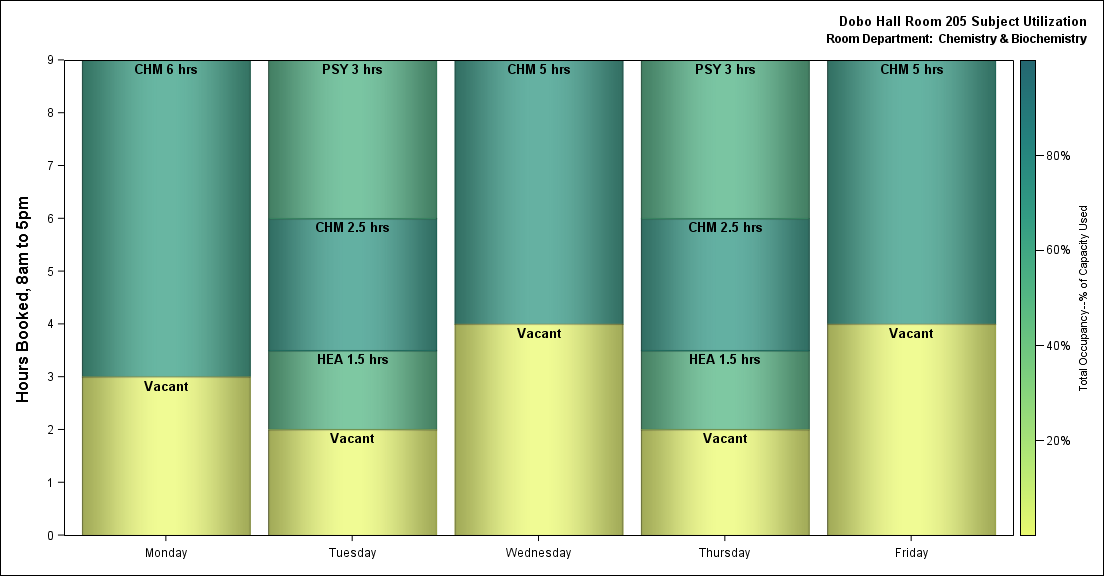 Dobo Hall Room 205 Subject Utilization
Room Department: Chemistry & Biochemistry
Hours Booked, 8am to 5pm
9
8
7
6
5
4
3
2
1
0
CHM 6 hrs
Vacant
PSY 3 hrs
CHM 2.5 hrs
HEA 1.5 hrs
Vacant
CHM 5 hrs
Vacant
PSY 3 hrs
CHM 2.5 hrs
HEA 1.5 hrs
Vacant
CHM 5 hrs
Vacant
Monday
Tuesday
Wednesday
Thursday
Friday
80%
60%
40%
20%
Total Occupancy--% of Capacity Used